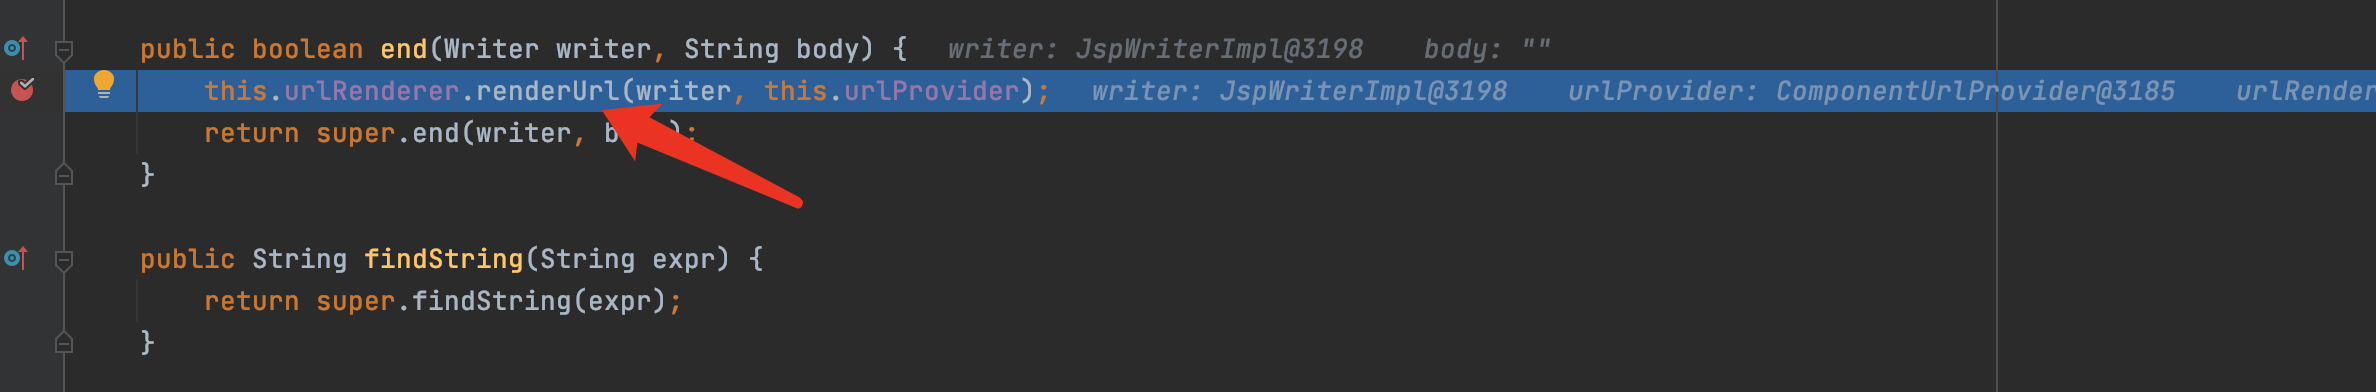 public boolean end(Writer writer, String body) {   writer: JspWriterImpl@3198    body: ""
this.urlRenderer.renderUrl(writer, this.urlProvider);   writer: JspWriterImpl@3198    urlProvider: ComponentUrlProvider@3185    urlRender
return super.end(writer, b );
}
public String findString(String expr) {
return super.findString(expr);
}